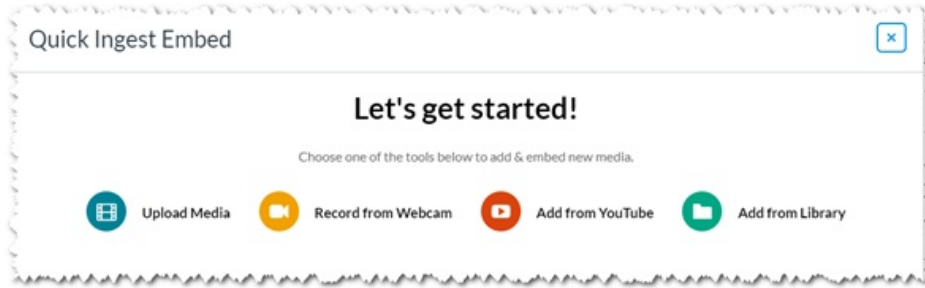 Quick Ingest Embed
Let's get started!
Choose one of the tools below to add & embed new media.
Upload Media Record from Webcam Add from YouTube Add from Library